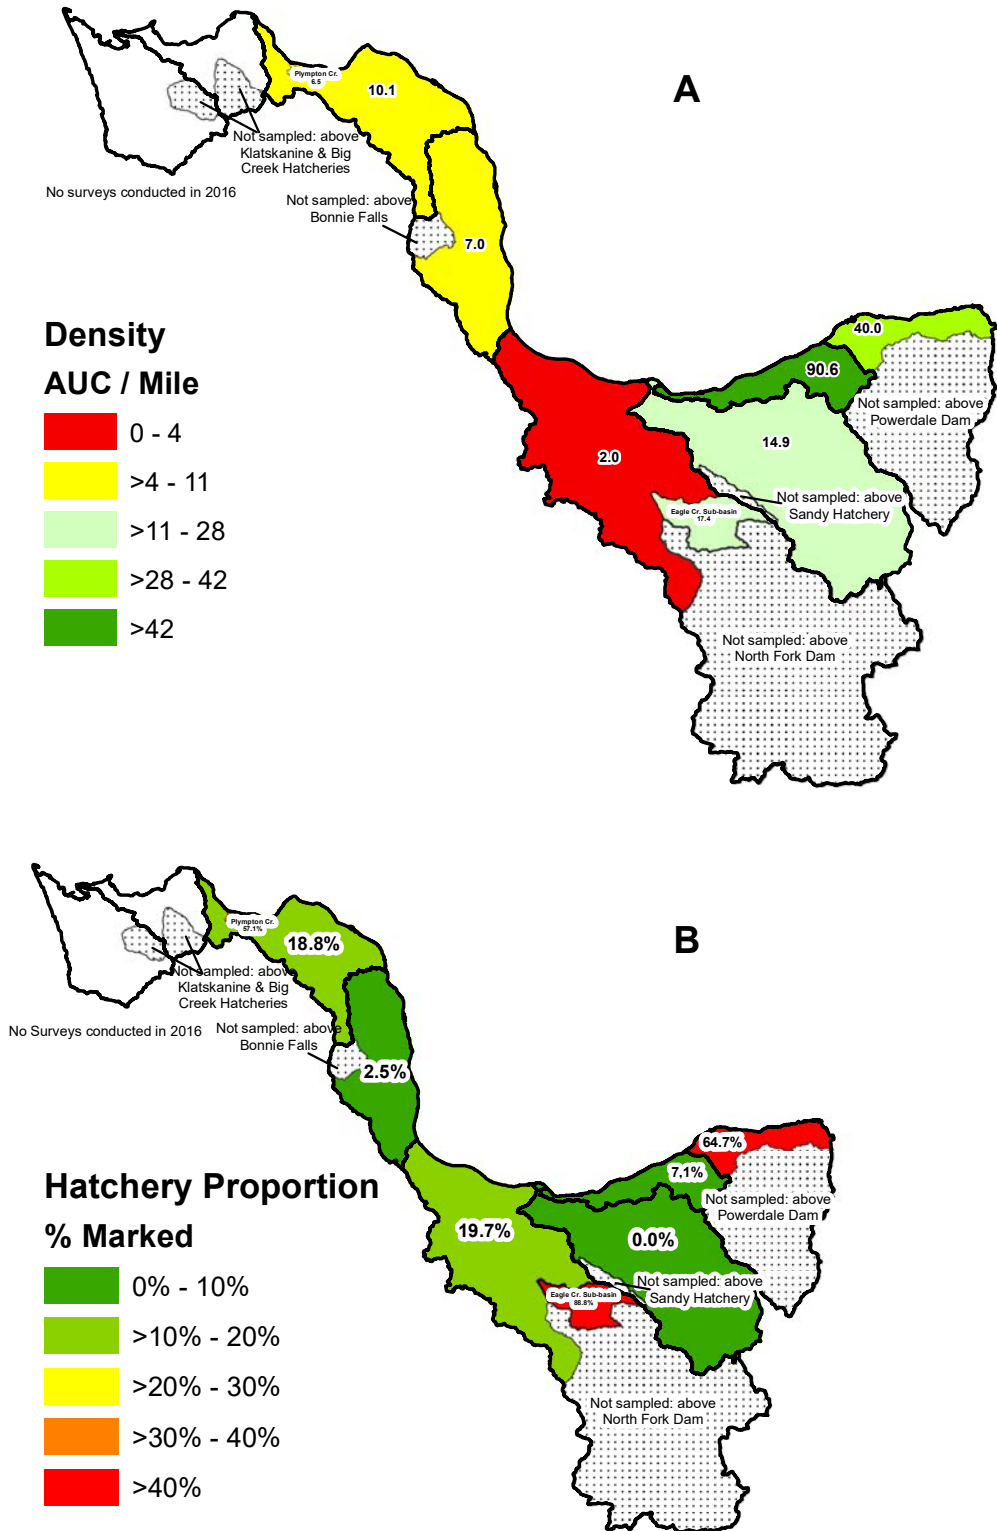 A
Plympton Cr.
6.5
10.1
Not sampled: above
Klatskanine & Big
Creek Hatcheries
No surveys conducted in 2016
Not sampled: above
Bonnie Falls
7.0
Density
AUC / Mile
0 - 4
>4 - 11
>11 - 28
>28 - 42
>42
40.0
90.6
Not sampled: above
Powerdale Dam
14.9
2.0
Not sampled: above
Sandy Hatchery
Eagle Cr. Sub-basin
17.4
Not sampled: above
North Fork Dam
B
Plympton Cr.
57.1%
18.8%
Not sampled: above
Klatskanine & Big
Creek Hatcheries
No Surveys conducted in 2016
Not sampled: above
Bonnie Falls
2.5%
Hatchery Proportion
% Marked
0% - 10%
>10% - 20%
>20% - 30%
>30% - 40%
>40%
64.7%
7.1%
Not sampled: above
Powerdale Dam
19.7%
0.0%
Not sampled: above
Sandy Hatchery
Eagle Cr. Sub-basin
88.8%
Not sampled: above
North Fork Dam